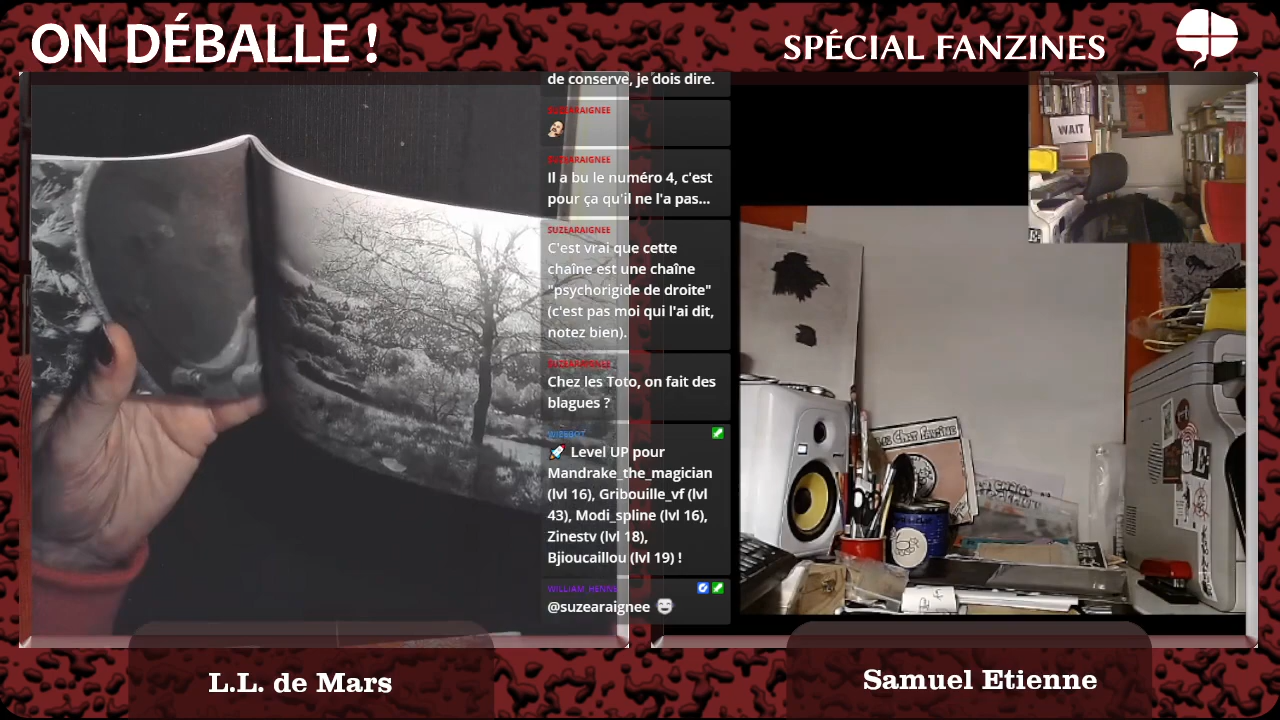 ON DÉBALLE !
SPÉCIAL FANZINES
de conserve, je dois dire.
SUZEARAIGNEE
SUZEARAIGNEE
Il a bu le numéro 4, c'est
pour ça qu'il ne l'a pas...
SUZEARAIGNEE
C'est vrai que cette
chaîne est une chaîne
"psychorigide de droite"
(c'est pas moi qui l'ai dit,
notez bien).
SUZEARAIGNEE
Chez les Toto, on fait des
blagues ?
WIZEBOT
Level UP pour
Mandrake_the_magician
(lvl 16), Gribouille_vf (lvl
43), Modi_spline (lvl 16),
Zinestv (lvl 18),
Bjioucaillou (lvl 19) !
WILLIAM_HENNE
@suzearaignee
WAIT
E
E
L.L. de Mars
Samuel Etienne